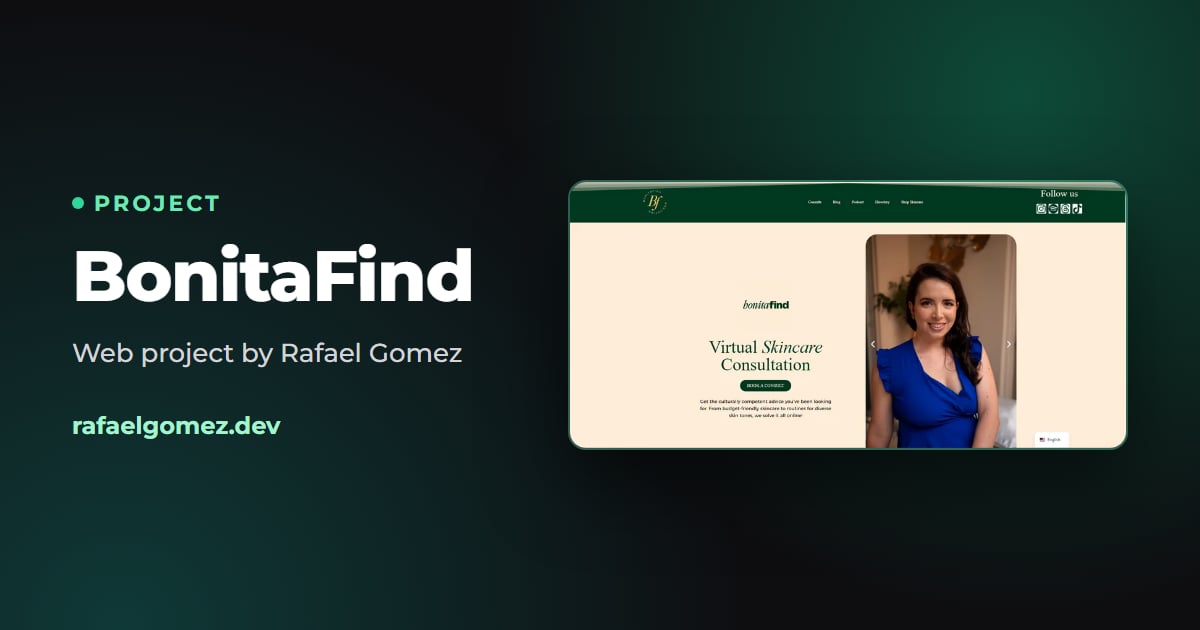 PROJECT
BonitaFind
Web project by Rafael Gomez
rafaelgomez.dev
Bf
Consults Blog Podcast Directory Shop Skincare
Follow us
bonitafind
Virtual Skincare
Consultation
BOOK A CONSULT
Get the culturally competent advice you've been looking
for. From budget-friendly skincare to routines for diverse
skin tones, we solve it all online!
English